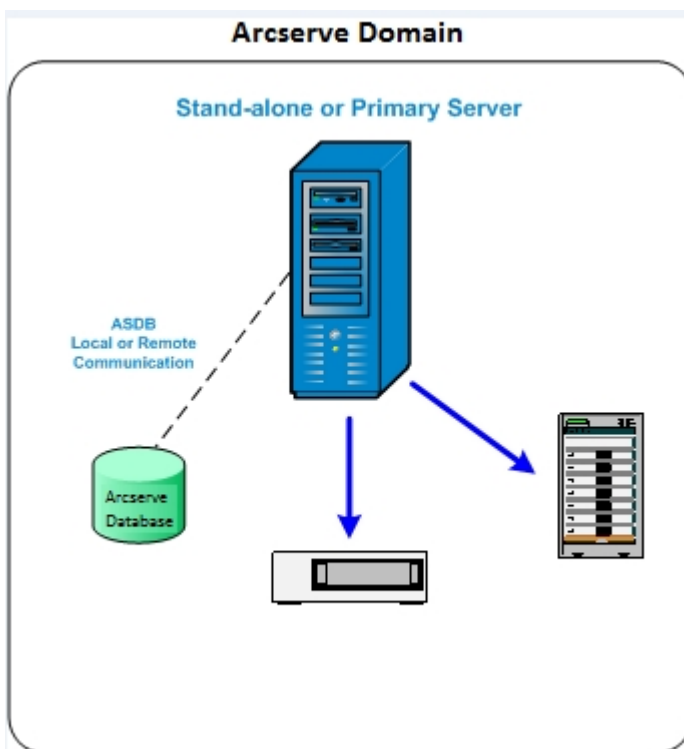 Arcserve Domain
Stand-alone or Primary Server
ASDB
Local or Remote
Communication
Arcserve
Database